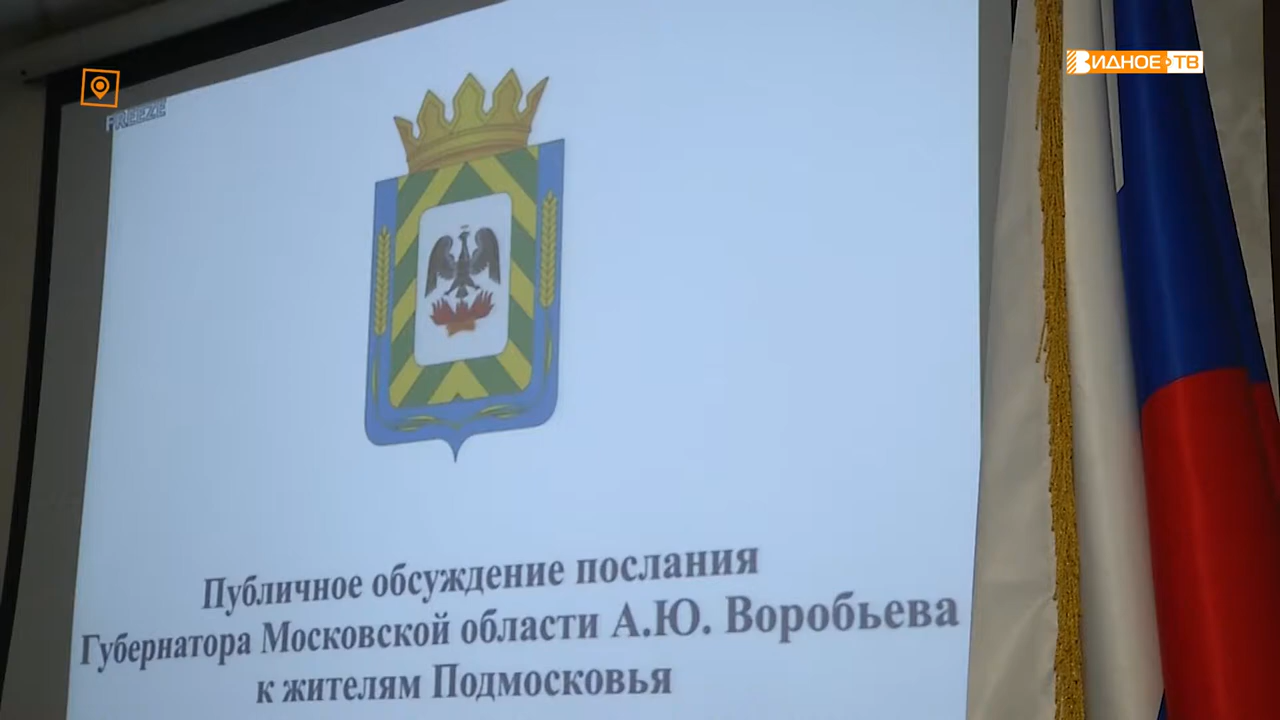 ВИДНОЕ ТВ
FREEZE
Публичное обсуждение послания
Губернатора Московской области А.Ю. Воробьева
к жителям Подмосковья